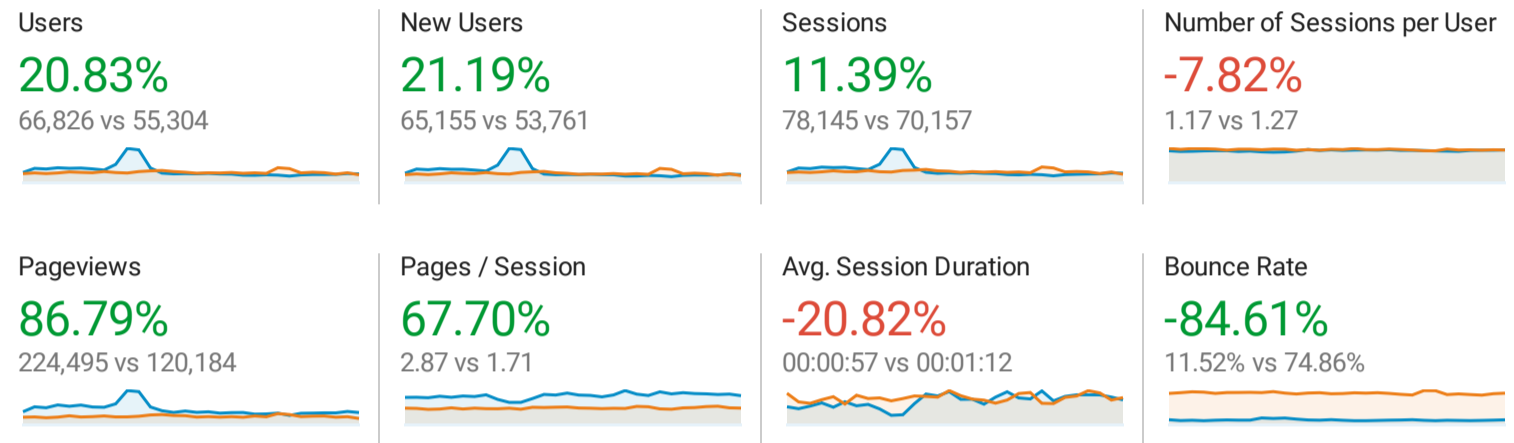 Users
20.83%
66,826 vs 55,304
New Users
21.19%
65,155 vs 53,761
Sessions
11.39%
78,145 vs 70,157
Number of Sessions per User
-7.82%
1.17 vs 1.27
Pageviews
86.79%
224,495 vs 120,184
Pages / Session
67.70%
2.87 vs 1.71
Avg. Session Duration
-20.82%
00:00:57 vs 00:01:12
Bounce Rate
-84.61%
11.52% vs 74.86%